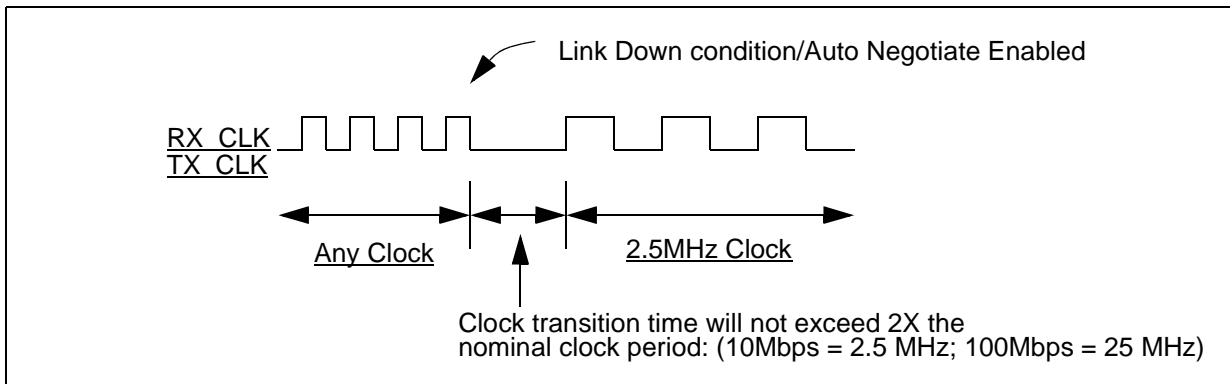 Link Down condition/Auto Negotiate Enabled
RX_CLK
TX_CLK
Any Clock
2.5MHz Clock
Clock transition time will not exceed 2X the
nominal clock period: (10Mbps = 2.5 MHz; 100Mbps = 25 MHz)